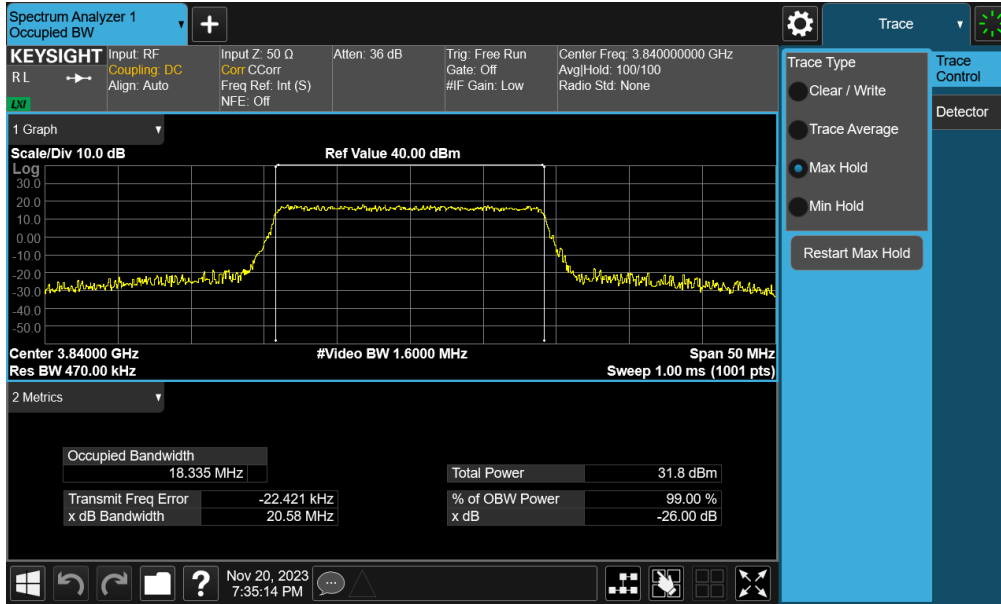 Spectrum Analyzer 1
Occupied BW
Trace
KEYSIGHT
R L
LXI
Input: RF
Coupling: DC
Align: Auto
Input Z: 50 Ω
Corr CCorr
Freq Ref: Int (S)
NFE: Off
Atten: 36 dB
Trig: Free Run
Gate: Off
#IF Gain: Low
Center Freq: 3.840000000 GHz
Avg|Hold: 100/100
Radio Std: None
1 Graph
Scale/Div 10.0 dB
Ref Value 40.00 dBm
Log
30.0
20.0
10.0
0.00
-10.0
-20.0
-30.0
-40.0
-50.0
Center 3.84000 GHz
#Video BW 1.6000 MHz
Span 50 MHz
Res BW 470.00 kHz
Sweep 1.00 ms (1001 pts)
2 Metrics
Occupied Bandwidth
18.335 MHz
Total Power 31.8 dBm
Transmit Freq Error -22.421 kHz
% of OBW Power 99.00 %
x dB Bandwidth 20.58 MHz
x dB -26.00 dB
Trace Type
Clear / Write
Trace Average
Max Hold
Min Hold
Restart Max Hold
Trace
Control
Detector
?
Nov 20, 2023
7:35:14 PM